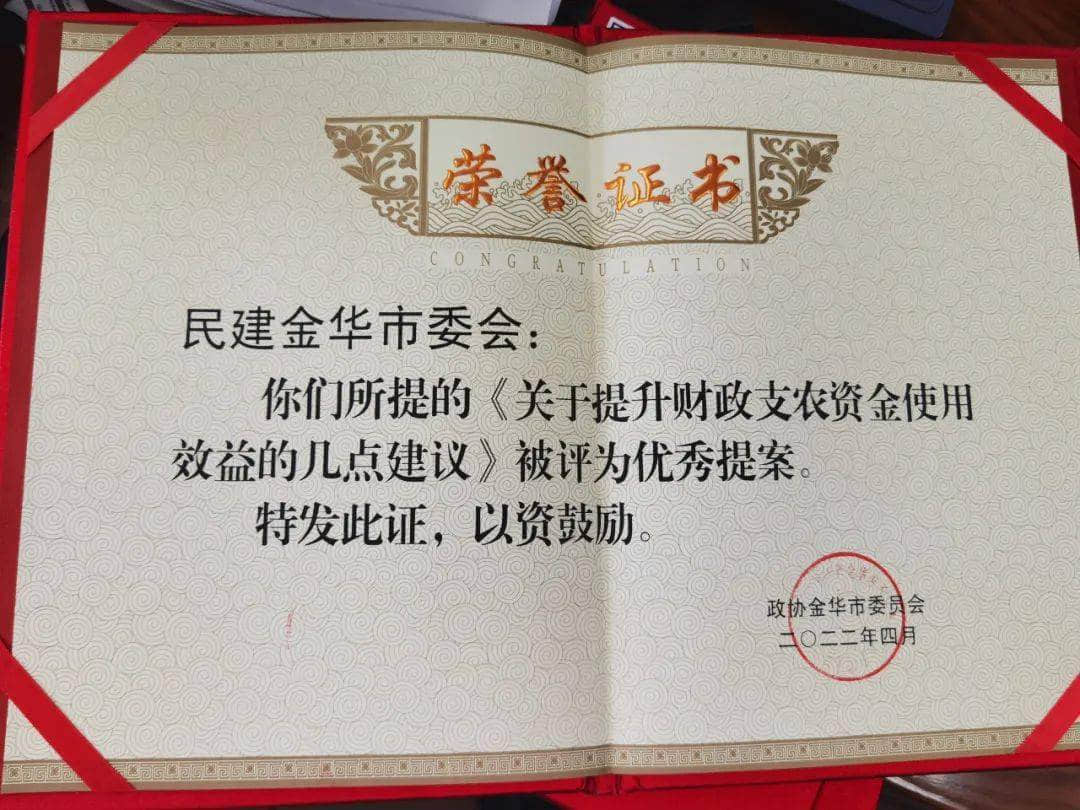 荣誉证书
CONGRATULATION
民建金华市委会：
你们所提的《关于提升财政支农资金使用
效益的几点建议》被评为优秀提案。
特发此证，以资鼓励。
政协金华市委员会
二〇二二年四月